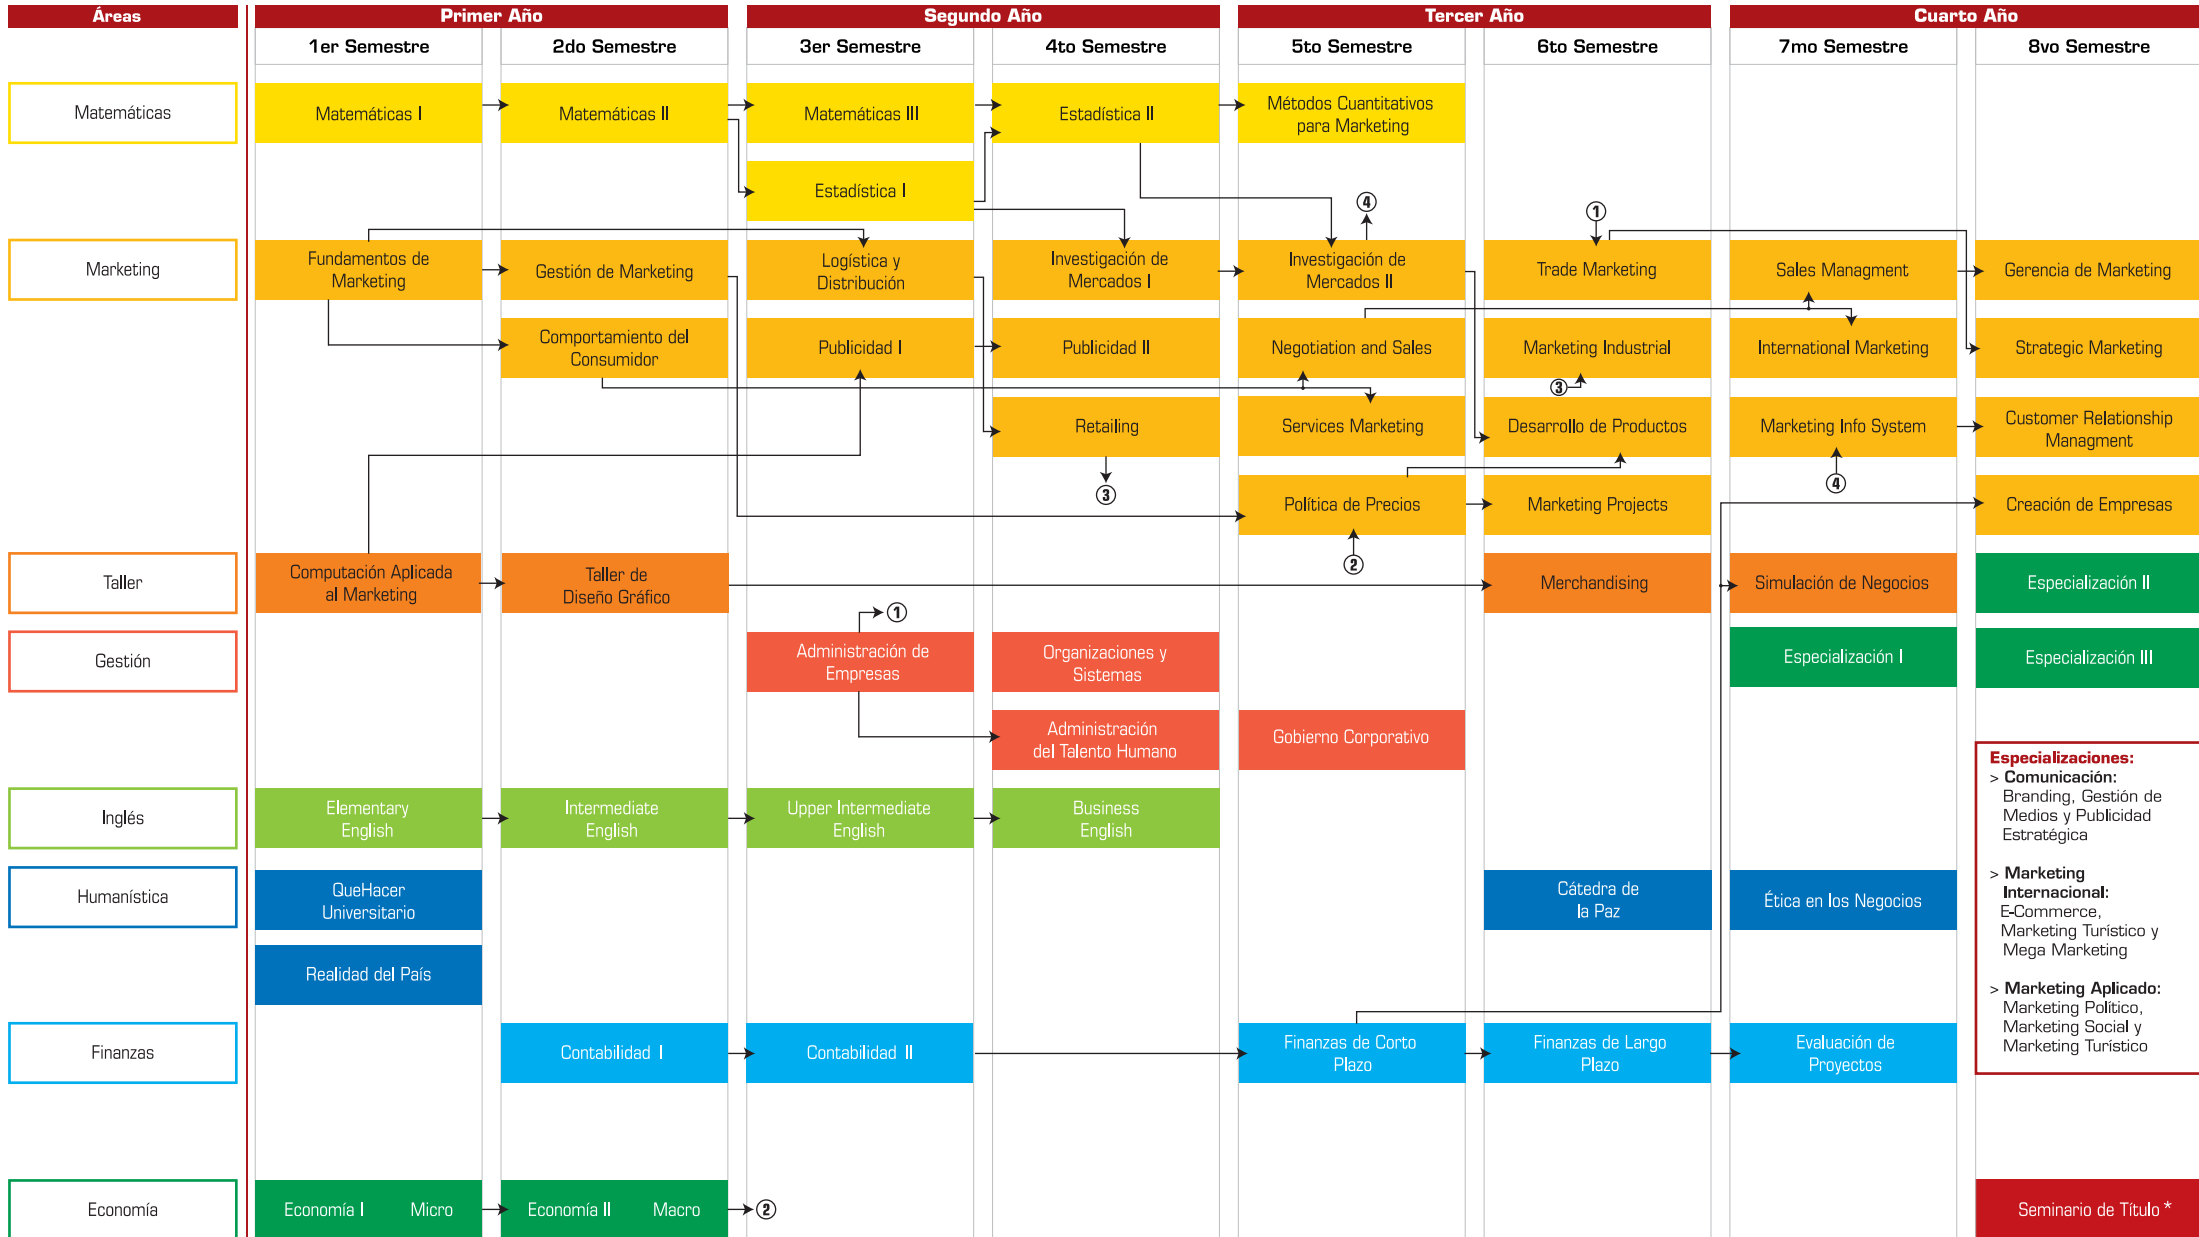 Áreas
Primer Año
Segundo Año
Tercer Año
Cuarto Año
1er Semestre
2do Semestre
3er Semestre
4to Semestre
5to Semestre
6to Semestre
7mo Semestre
8vo Semestre
Matemáticas
Matemáticas I
Matemáticas II
Matemáticas III
Estadística II
Métodos Cuantitativos
para Marketing
Estadística I
④
①
Marketing
Fundamentos de
Marketing
Gestión de Marketing
Logística y
Distribución
Investigación de
Mercados I
Investigación de
Mercados II
Trade Marketing
Sales Managment
Gerencia de Marketing
Comportamiento del
Consumidor
Publicidad I
Publicidad II
Negotiation and Sales
Marketing Industrial
International Marketing
Strategic Marketing
③
Retailing
Services Marketing
Desarrollo de Productos
Marketing Info System
Customer Relationship
Managment
③
④
Política de Precios
Marketing Projects
Creación de Empresas
②
Taller
Computación Aplicada
al Marketing
Taller de
Diseño Gráfico
Merchandising
Simulación de Negocios
Especialización II
①
Gestión
Administración de
Empresas
Organizaciones y
Sistemas
Especialización I
Especialización III
Administración
del Talento Humano
Gobierno Corporativo
Inglés
Elementary
English
Intermediate
English
Upper Intermediate
English
Business
English
Humanística
QueHacer
Universitario
Cátedra de
la Paz
Ética en los Negocios
Realidad del País
Especializaciones:
> Comunicación:
Branding, Gestión de
Medios y Publicidad
Estratégica
> Marketing
Internacional:
E-Commerce,
Marketing Turístico y
Mega Marketing
> Marketing Aplicado:
Marketing Político,
Marketing Social y
Marketing Turístico
Finanzas
Contabilidad I
Contabilidad II
Finanzas de Corto
Plazo
Finanzas de Largo
Plazo
Evaluación de
Proyectos
Economía
Economía I Micro
Economía II Macro
②
Seminario de Título *